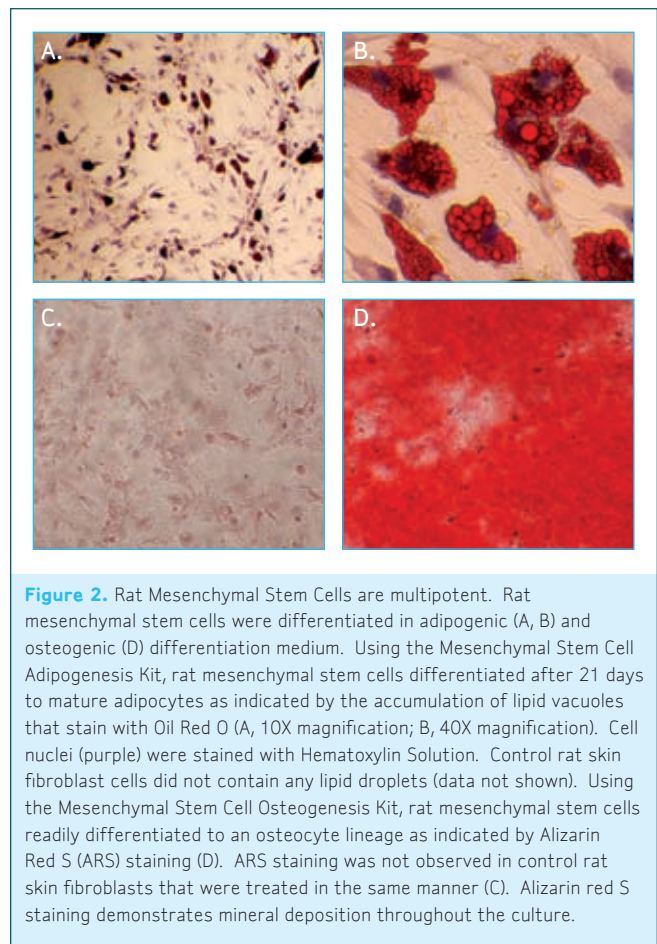 A.
B.
C.
D.
Figure 2. Rat Mesenchymal Stem Cells are multipotent. Rat
mesenchymal stem cells were differentiated in adipogenic (A, B) and
osteogenic (D) differentiation medium. Using the Mesenchymal Stem Cell
Adipogenesis Kit, rat mesenchymal stem cells differentiated after 21 days
to mature adipocytes as indicated by the accumulation of lipid vacuoles
that stain with Oil Red O (A, 10X magnification; B, 40X magnification). Cell
nuclei (purple) were stained with Hematoxylin Solution. Control rat skin
fibroblast cells did not contain any lipid droplets (data not shown). Using
the Mesenchymal Stem Cell Osteogenesis Kit, rat mesenchymal stem cells
readily differentiated to an osteocyte lineage as indicated by Alizarin
Red S (ARS) staining (D). ARS staining was not observed in control rat
skin fibroblasts that were treated in the same manner (C). Alizarin red S
staining demonstrates mineral deposition throughout the culture.